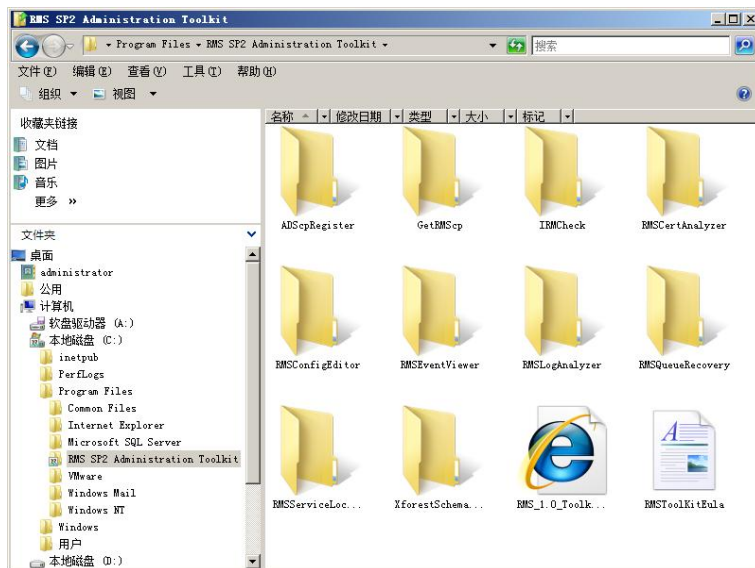 RMS SP2 Administration Toolkit
Program Files RMS SP2 Administration Toolkit
搜索
文件(F) 编辑(E) 查看(V) 工具(T) 帮助(H)
组织 视图
收藏夹链接
文档
图片
音乐
更多 »
文件夹
桌面
administrator
公用
计算机
软盘驱动器 (A:)
本地磁盘 (C:)
inetpub
PerfLogs
Program Files
Common Files
Internet Explorer
Microsoft SQL Server
RMS SP2 Administration Toolkit
VMware
Windows Mail
Windows NT
Windows
用户
本地磁盘 (D:)
名称 修改日期 类型 大小 标记
ADScpRegister GetRMScp IRMCheck RMSCertAnalyzer
RMSConfigEditor RMSEventViewer RMSLogAnalyzer RMSQueueRecovery
RMSServiceLoc... XforestSchema... RMS_1.0_Toolk... RMSToolKitEula